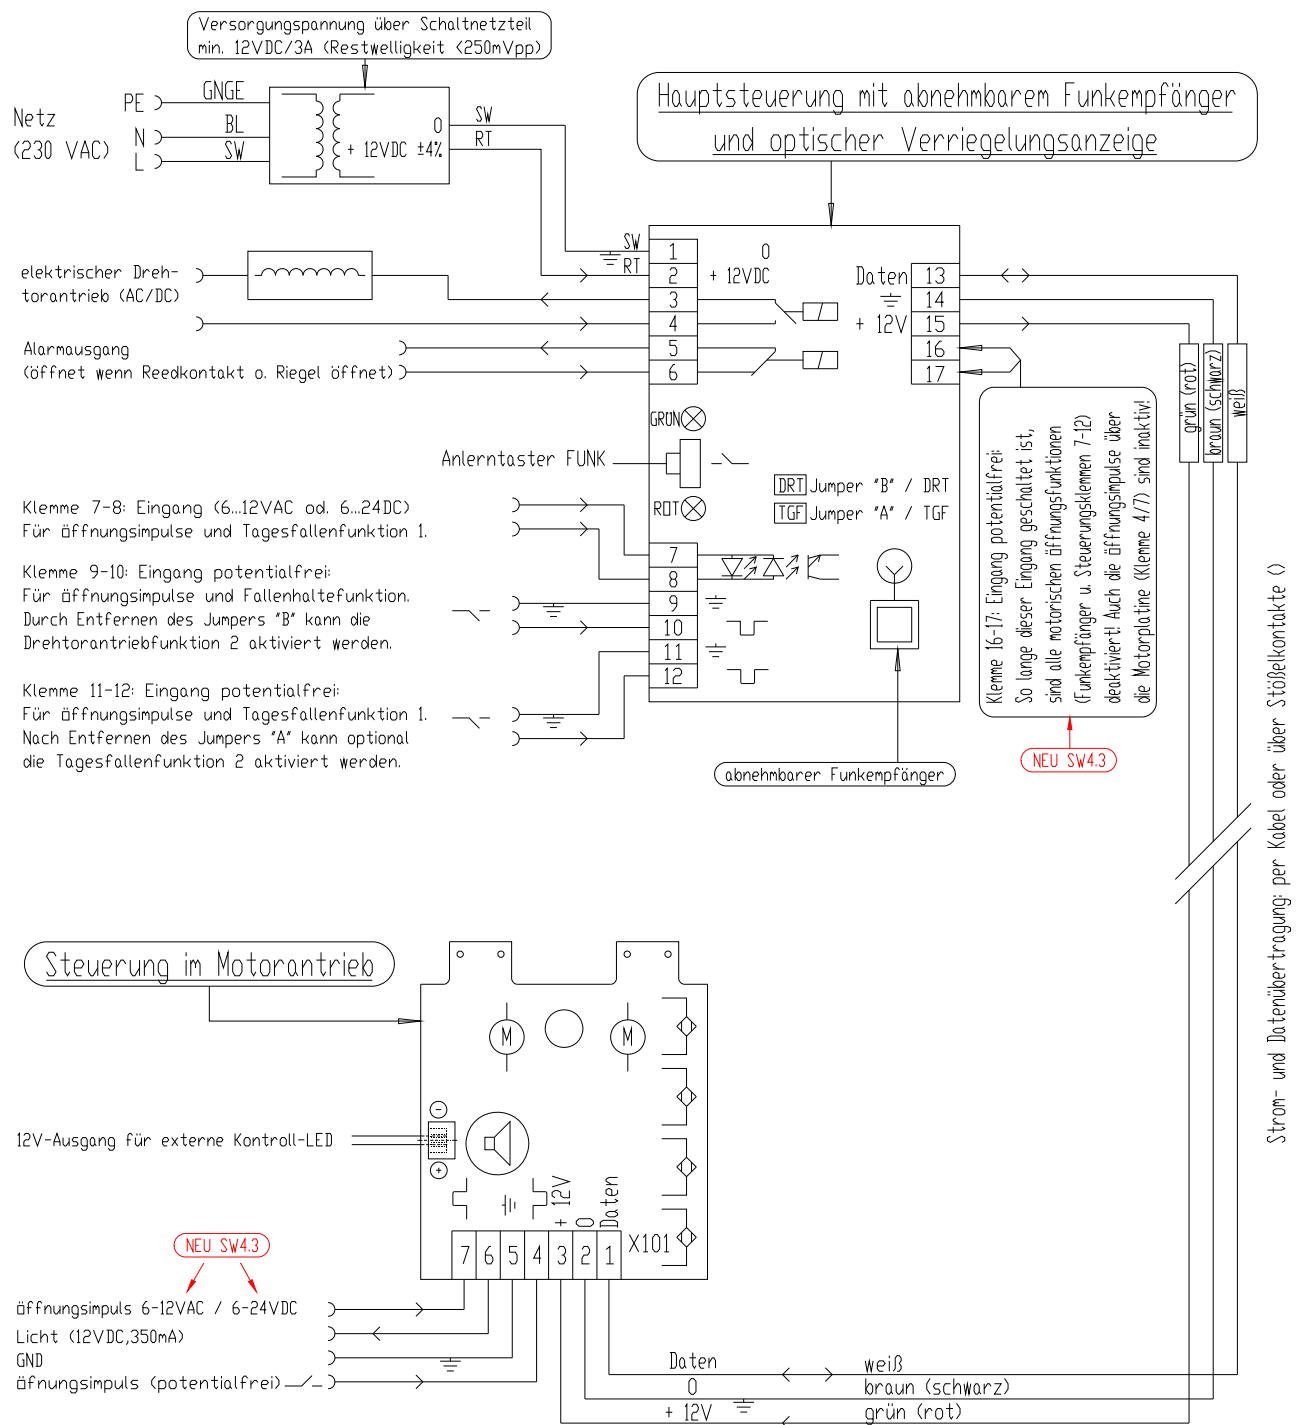 Versorgungspannung über Schaltnetzteil
min. 12VDC/3A (Restwelligkeit <250mVpp)
Netz
(230 VAC)
PE
GNGE
N
BL
L
SW
0
+ 12VDC ±4%
SW
RT
Hauptsteuerung mit abnehmbarem Funkempfänger
und optischer Verriegelungsanzeige
elektrischer Dreh-
torantrieb (AC/DC)
Alarmausgang
(öffnet wenn Reedkontakt o. Riegel öffnet)
SW
RT
1
2
3
4
5
6
0
+ 12VDC
Daten
+ 12V
13
14
15
16
17
GRÜN
Anlerntaster FUNK
ROT
DRT Jumper "B" / DRT
TGF Jumper "A" / TGF
Klemme 7-8: Eingang (6...12VAC od. 6...24DC)
Für öffnungsimpulse und Tagesfallenfunktion 1.
Klemme 9-10: Eingang potentialfrei:
Für öffnungsimpulse und Fallenhaltefunktion.
Durch Entfernen des Jumpers "B" kann die
Drehtorantriebfunktion 2 aktiviert werden.
Klemme 11-12: Eingang potentialfrei:
Für öffnungsimpulse und Tagesfallenfunktion 1.
Nach Entfernen des Jumpers "A" kann optional
die Tagesfallenfunktion 2 aktiviert werden.
7
8
9
10
11
12
abnehmbarer Funkempfänger
Klemme 16-17: Eingang potentialfrei:
So lange dieser Eingang geschaltet ist,
sind alle motorischen öffnungsfunktionen
(Funkempfänger u. Steuerungsklemmen 7-12)
deaktiviert! Auch die öffnungsimpulse über
die Motorplatine (Klemme 4/7) sind inaktiv!
NEU SW4.3
grün (rot)
braun (schwarz)
weiß
Strom- und Datenübertragung: per Kabel oder über Stößelkontakte ()
Steuerung im Motorantrieb
M
M
12V-Ausgang für externe Kontroll-LED
-
+
+ 12V
0
Daten
X101
7
6
5
4
3
2
1
NEU SW4.3
öffnungsimpuls 6-12VAC / 6-24VDC
Licht (12VDC,350mA)
GND
öfnungsimpuls (potentialfrei)
Daten
weiß
0
braun (schwarz)
+ 12V
grün (rot)